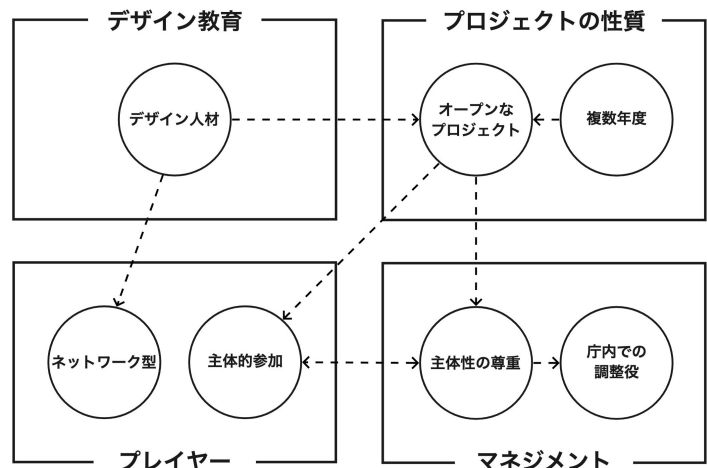 デザイン教育
プロジェクトの性質
デザイン人材
オープンな
プロジェクト
複数年度
ネットワーク型
主体的参加
主体性の尊重
庁内での
調整役
プレイヤー
マネジメント